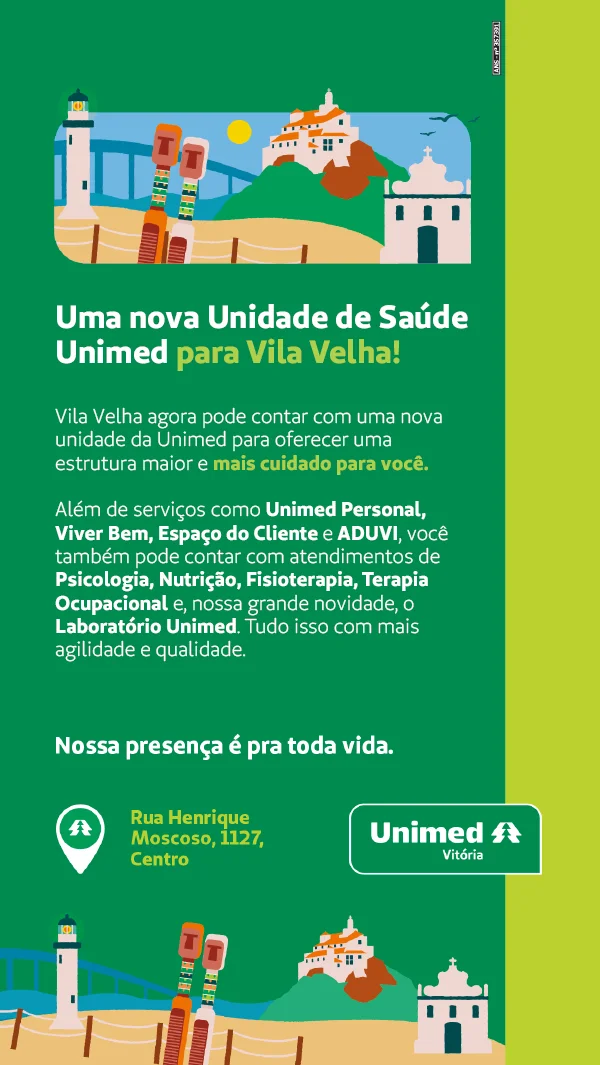 ANS - nº 357391
Uma nova Unidade de Saúde
Unimed para Vila Velha!
Vila Velha agora pode contar com uma nova
unidade da Unimed para oferecer uma
estrutura maior e mais cuidado para você.
Além de serviços como Unimed Personal,
Viver Bem, Espaço do Cliente e ADUVI, você
também pode contar com atendimentos de
Psicologia, Nutrição, Fisioterapia, Terapia
Ocupacional e, nossa grande novidade, o
Laboratório Unimed. Tudo isso com mais
agilidade e qualidade.
Nossa presença é pra toda vida.
Rua Henrique
Moscoso, 1127,
Centro
Unimed
Vitória